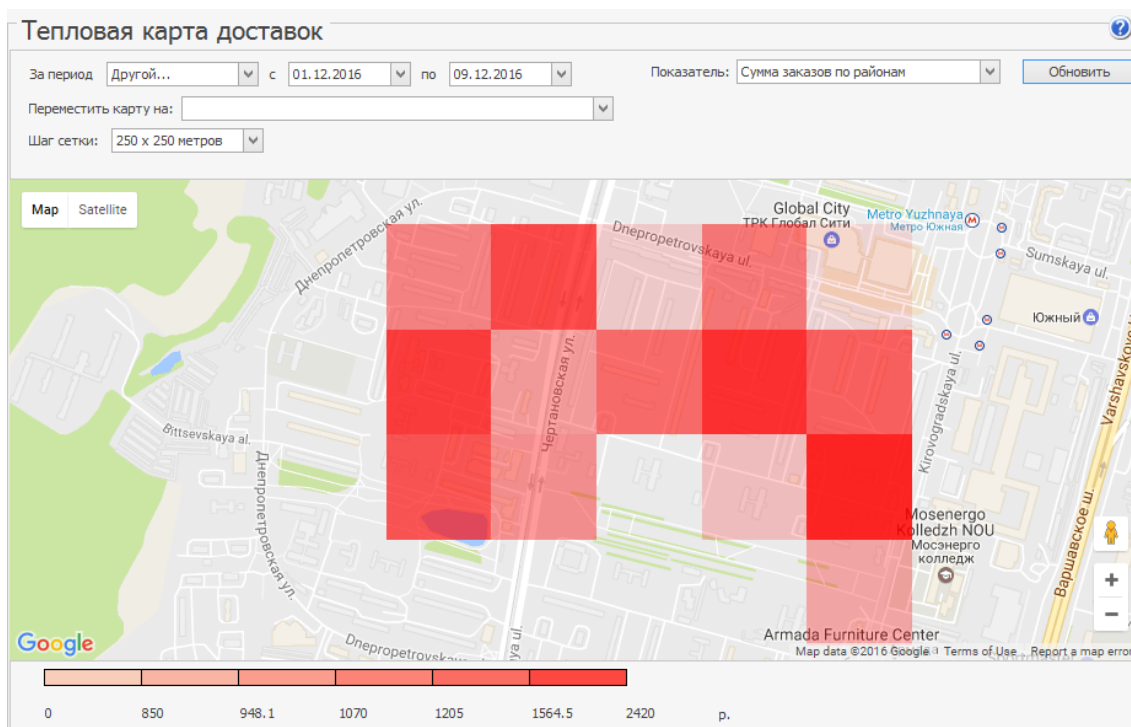 Тепловая карта доставок
?
За период Другой... с 01.12.2016 по 09.12.2016 Показатель: Сумма заказов по районам Обновить
Переместить карту на:
Шаг сетки: 250 x 250 метров
Map Satellite
Днепропетровская ул.
Dnepropetrovskaya ul.
Global City
ТРК Глобал Сити
Metro Yuzhnaya
Метро Южная
Sumskaya ul.
Южный
Varshavskoye
Чертановская ул.
Kirovogradskaya ul.
Bittsevskaya al.
Днепропетровская ул.
Mosenergo
Kolledzh NOU
Мосэнерго
колледж
Варшавское ш.
+
−
Google
Dnepropetrovskaya
ул.
Armada Furniture Center
Map data ©2016 Google Terms of Use Report a map error
0 850 948.1 1070 1205 1564.5 2420 р.